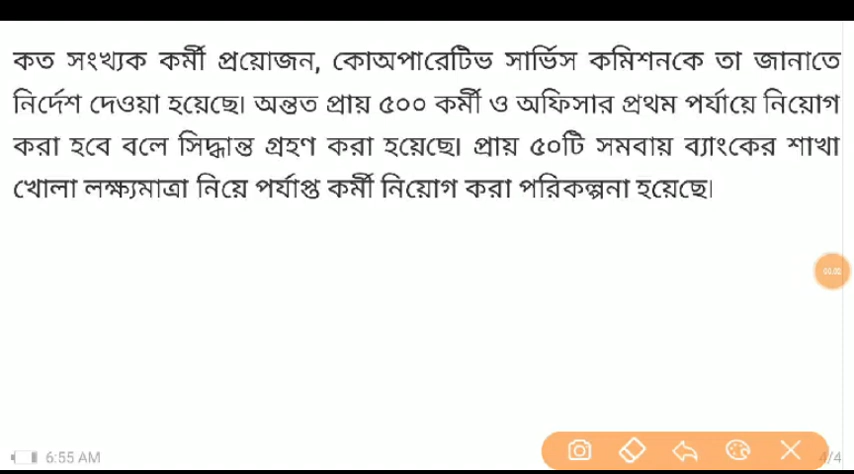 কত সংখ্যক কর্মী প্রয়োজন, কোঅপারেটিভ সার্ভিস কমিশনকে তা জানাতে
নির্দেশ দেওয়া হয়েছে। অন্তত প্রায় ৫০০ কর্মী ও অফিসার প্রথম পর্যায়ে নিয়োগ
করা হবে বলে সিদ্ধান্ত গ্রহণ করা হয়েছে। প্রায় ৫০টি সমবায় ব্যাংকের শাখা
খোলা লক্ষ্যমাত্রা নিয়ে পর্যাপ্ত কর্মী নিয়োগ করা পরিকল্পনা হয়েছে।
6:55 AM
4/4